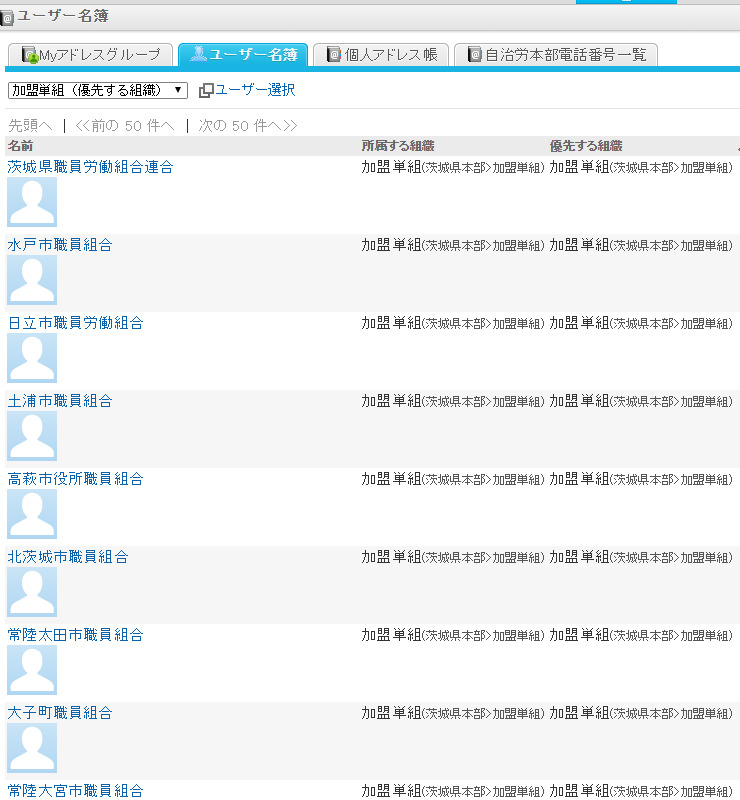 ユーザー名簿
Myアドレスグループ ユーザー名簿 個人アドレス帳 自治労本部電話番号一覧
加盟単組（優先する組織） ▼ ユーザー選択
先頭へ | <<前の 50 件へ | 次の 50 件へ>>
名前 所属する組織 優先する組織
茨城県職員労働組合連合 加盟単組(茨城県本部>加盟単組) 加盟単組(茨城県本部>加盟単組)
水戸市職員組合 加盟単組(茨城県本部>加盟単組) 加盟単組(茨城県本部>加盟単組)
日立市職員労働組合 加盟単組(茨城県本部>加盟単組) 加盟単組(茨城県本部>加盟単組)
土浦市職員組合 加盟単組(茨城県本部>加盟単組) 加盟単組(茨城県本部>加盟単組)
高萩市役所職員組合 加盟単組(茨城県本部>加盟単組) 加盟単組(茨城県本部>加盟単組)
北茨城市職員組合 加盟単組(茨城県本部>加盟単組) 加盟単組(茨城県本部>加盟単組)
常陸太田市職員組合 加盟単組(茨城県本部>加盟単組) 加盟単組(茨城県本部>加盟単組)
大子町職員組合 加盟単組(茨城県本部>加盟単組) 加盟単組(茨城県本部>加盟単組)
常陸大宮市職員組合 加盟単組(茨城県本部>加盟単組) 加盟単組(茨城県本部>加盟単組)